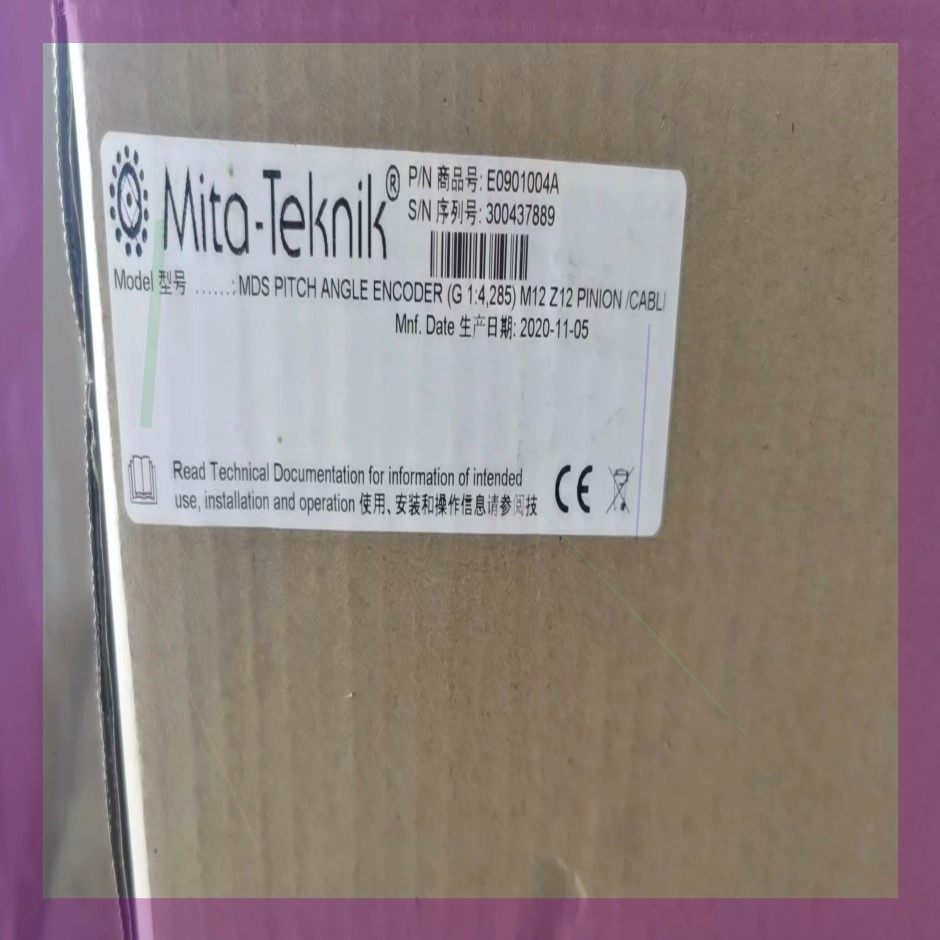 Mita-Teknik®
P/N 商品号: E0901004A
S/N 序列号: 300437889
Model 型号 ......: MDS PITCH ANGLE ENCODER (G 1:4,285) M12 Z12 PINION /CABL
Mnf. Date 生产日期: 2020-11-05
Read Technical Documentation for information of intended
use, installation and operation 使用、安装和操作信息请参阅技
CE